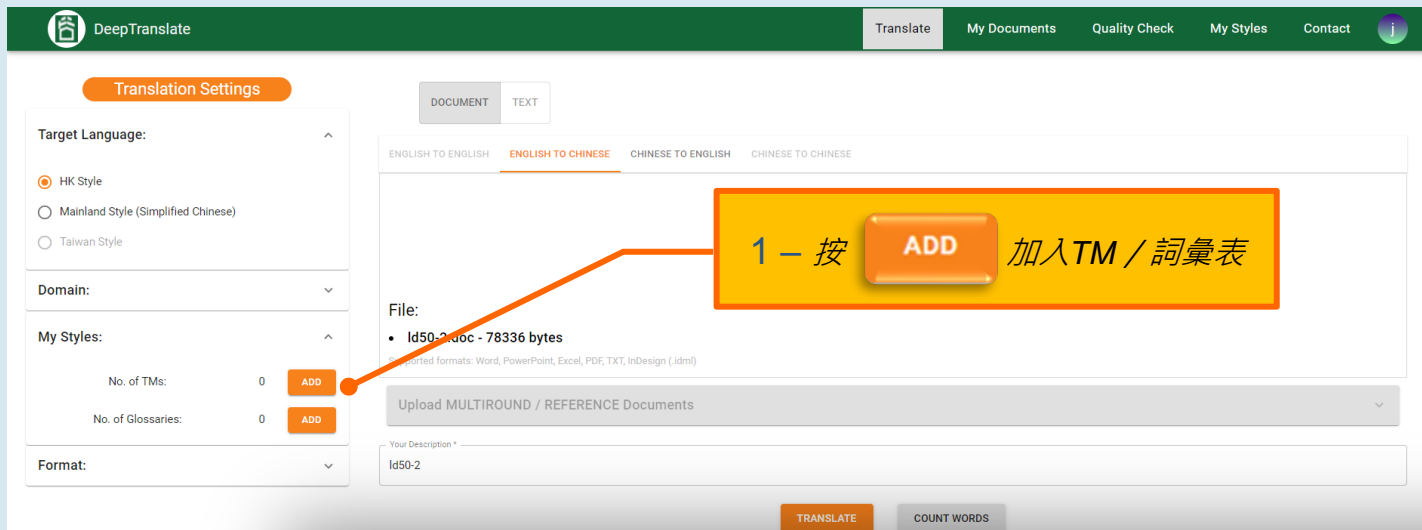 DeepTranslate
Translate My Documents Quality Check My Styles Contact j
Translation Settings
Target Language:
HK Style
Mainland Style (Simplified Chinese)
Taiwan Style
Domain:
My Styles:
No. of TMs: 0 ADD
No. of Glossaries: 0 ADD
Format:
DOCUMENT TEXT
ENGLISH TO ENGLISH ENGLISH TO CHINESE CHINESE TO ENGLISH CHINESE TO CHINESE
1 – 按 ADD 加入TM / 詞彙表
File:
• ld50-2.doc - 78336 bytes
Supported formats: Word, PowerPoint, Excel, PDF, TXT, InDesign (.idml)
Upload MULTIROUND / REFERENCE Documents
Your Description *
ld50-2
TRANSLATE COUNT WORDS